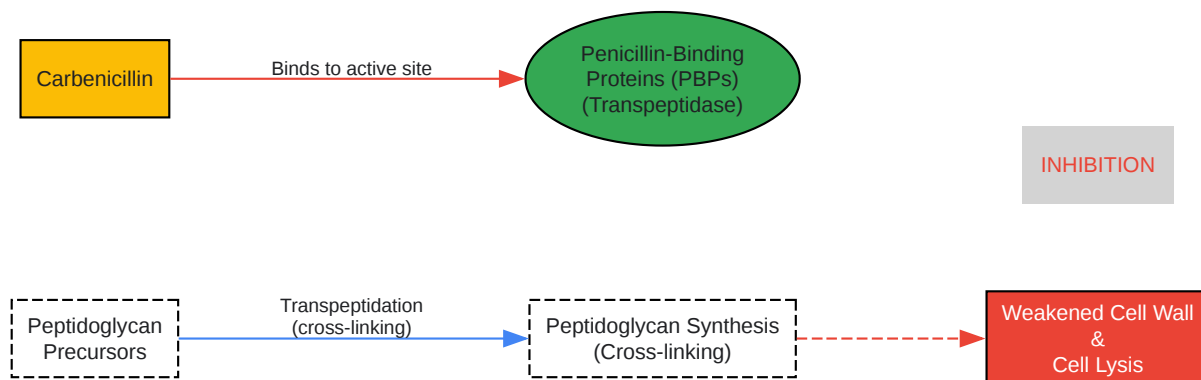 Carbenicillin
Binds to active site
Penicillin-Binding
Proteins (PBPs)
(Transpeptidase)
INHIBITION
Peptidoglycan
Precursors
Transpeptidation
(cross-linking)
Peptidoglycan Synthesis
(Cross-linking)
Weakened Cell Wall
&
Cell Lysis